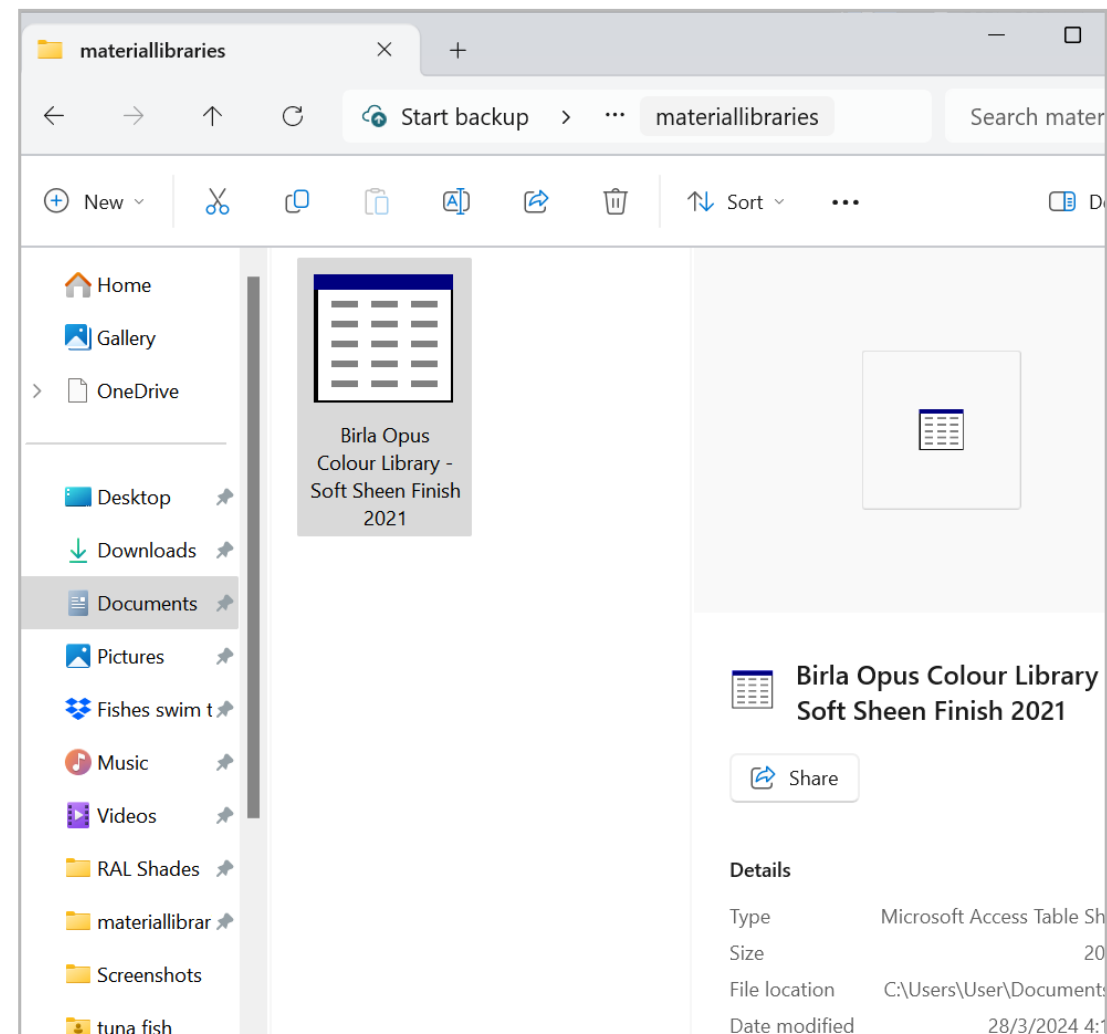 materiallibraries
Start backup
materiallibraries
Search mater
New
Sort
Home
Gallery
OneDrive
Desktop
Downloads
Documents
Pictures
Fishes swim t
Music
Videos
RAL Shades
materiallibrar
Screenshots
tuna fish
Birla Opus
Colour Library -
Soft Sheen Finish
2021
Birla Opus Colour Library
Soft Sheen Finish 2021
Share
Details
Type Microsoft Access Table Sh
Size 20
File location C:\Users\User\Documents
Date modified 28/3/2024 4:1